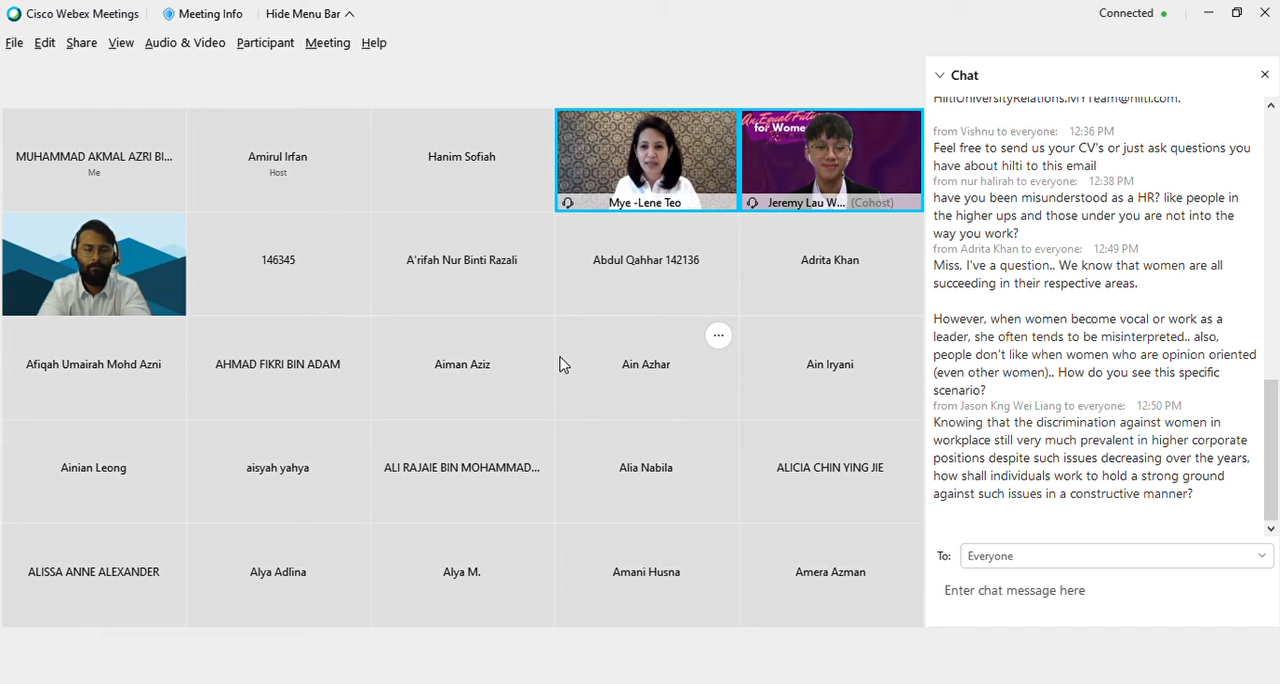 Cisco Webex Meetings
Meeting Info
Hide Menu Bar
Connected
File Edit Share View Audio & Video Participant Meeting Help
MUHAMMAD AKMAL AZRI BI...
Me
Amirul Irfan
Host
Hanim Sofiah
Mye -Lene Teo
An Equal Futu
for Wome
Jeremy Lau W... (Cohost)
146345
A'rifah Nur Binti Razali
Abdul Qahhar 142136
Adrita Khan
Afiqah Umairah Mohd Azni
AHMAD FIKRI BIN ADAM
Aiman Aziz
Ain Azhar
Ain Iryani
Ainian Leong
aisyah yahya
ALI RAJAIE BIN MOHAMMAD...
Alia Nabila
ALICIA CHIN YING JIE
ALISSA ANNE ALEXANDER
Alya Adlina
Alya M.
Amani Husna
Amera Azman
Chat
HiltiUniversityRelations.MYTeam@hilti.com.
from Vishnu to everyone: 12:36 PM
Feel free to send us your CV's or just ask questions you
have about hilti to this email
from nur halirah to everyone: 12:38 PM
have you been misunderstood as a HR? like people in
the higher ups and those under you are not into the
way you work?
from Adrita Khan to everyone: 12:49 PM
Miss, I've a question.. We know that women are all
succeeding in their respective areas.
However, when women become vocal or work as a
leader, she often tends to be misinterpreted.. also,
people don't like when women who are opinion oriented
(even other women).. How do you see this specific
scenario?
from Jason Kng Wei Liang to everyone: 12:50 PM
Knowing that the discrimination against women in
workplace still very much prevalent in higher corporate
positions despite such issues decreasing over the years,
how shall individuals work to hold a strong ground
against such issues in a constructive manner?
To: Everyone
Enter chat message here